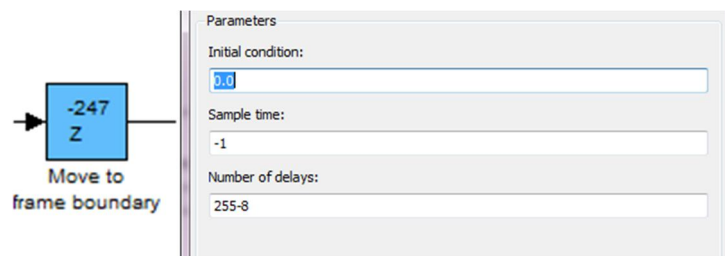 -247
Z
Move to
frame boundary
Parameters
Initial condition:
0.0
Sample time:
-1
Number of delays:
255-8